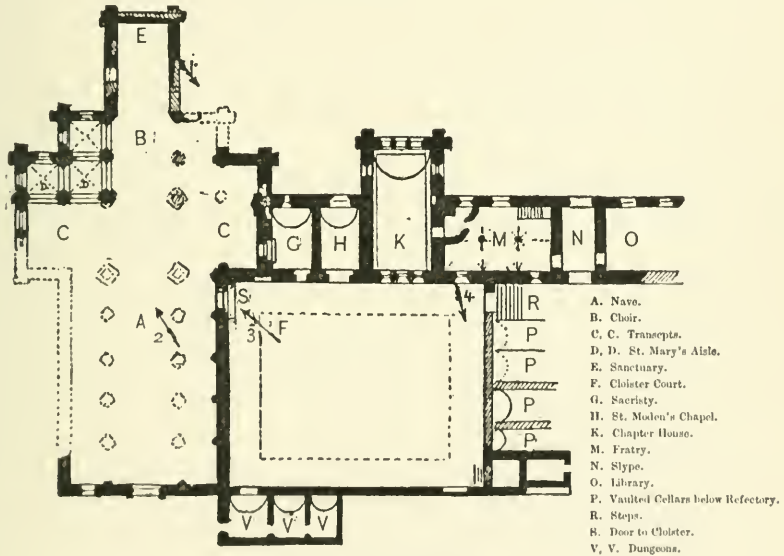 E
B
D D
C C G H K M N O
S 4 R
A 2 3 F P
P
P
P
V V V
A. Nave.
B. Choir.
C, C. Transepts.
D, D. St. Mary's Aisle.
E. Sanctuary.
F. Cloister Court.
G. Sacristy.
H. St. Moden's Chapel.
K. Chapter House.
M. Fratry.
N. Slype.
O. Library.
P. Vaulted Cellars below Refectory.
R. Steps.
S. Door to Cloister.
V, V. Dungeons.